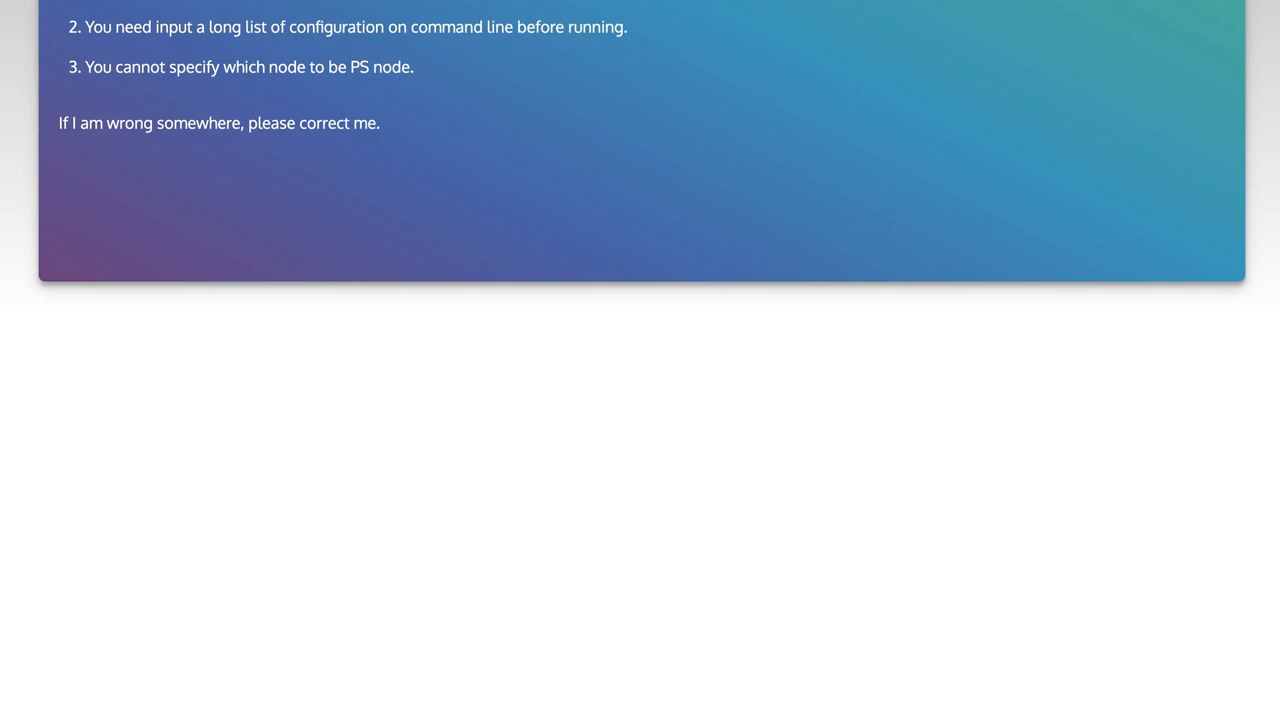 2. You need input a long list of configuration on command line before running.
3. You cannot specify which node to be PS node.
If I am wrong somewhere, please correct me.